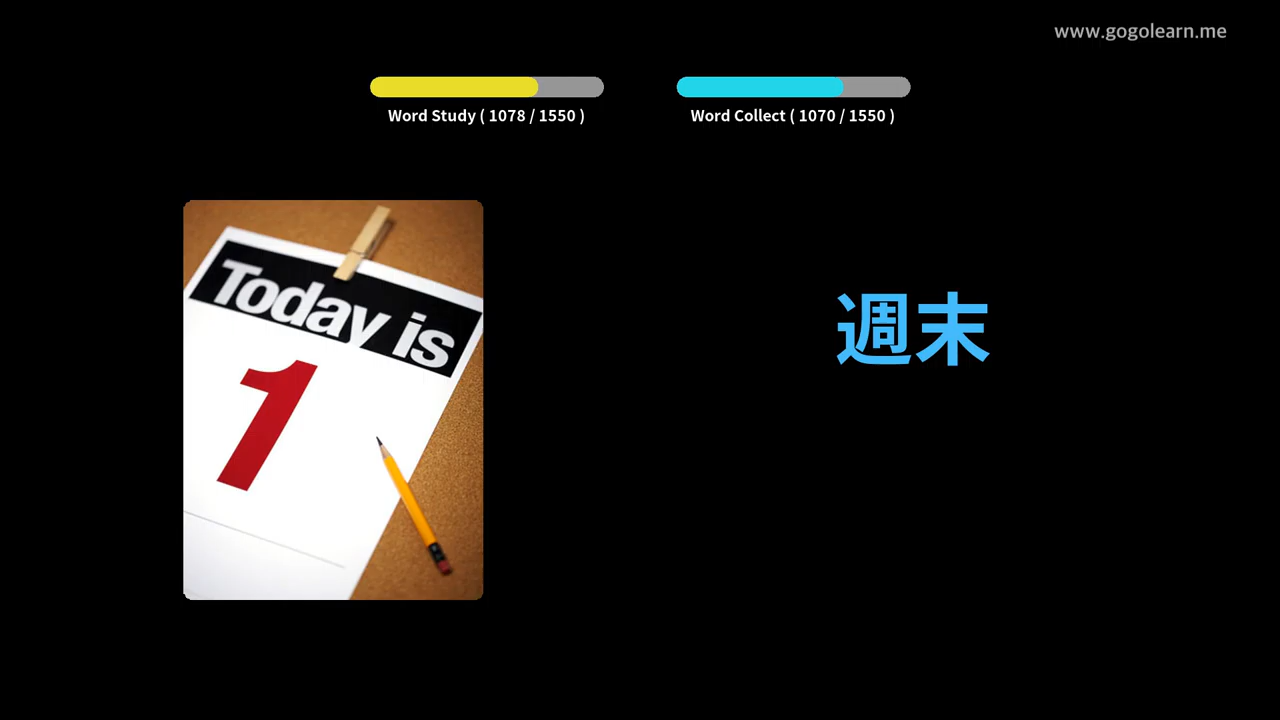 www.gogolearn.me
Word Study ( 1078 / 1550 )
Word Collect ( 1070 / 1550 )
Today is
1
週末